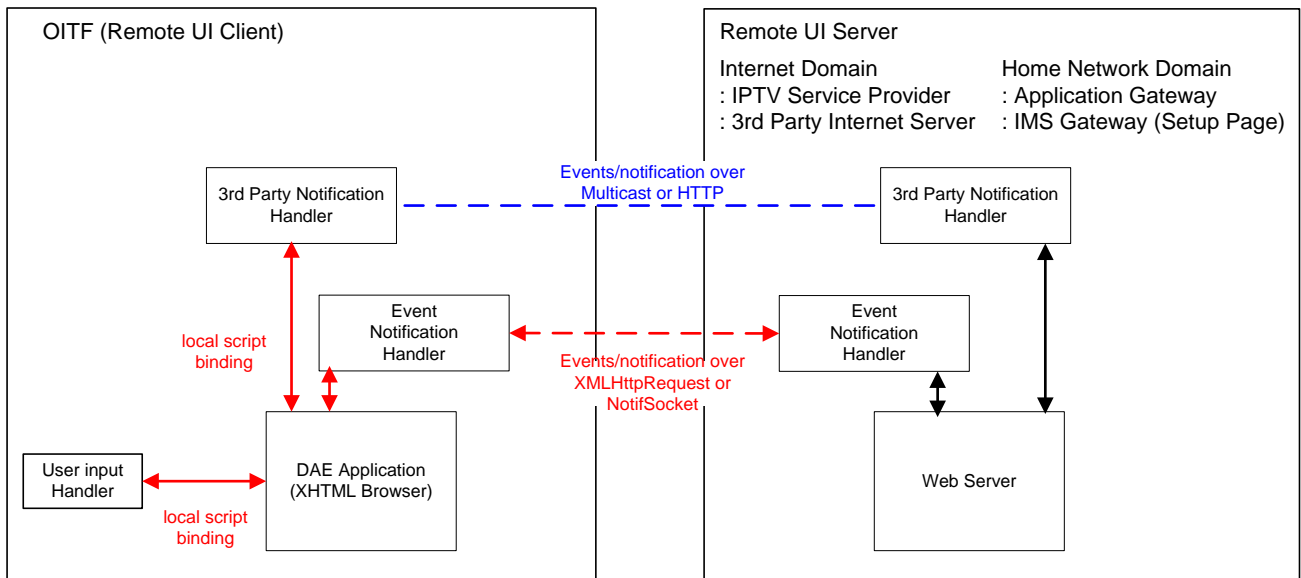 OITF (Remote UI Client)
Remote UI Server
Internet Domain
: IPTV Service Provider
: 3rd Party Internet Server
Home Network Domain
: Application Gateway
: IMS Gateway (Setup Page)
3rd Party Notification
Handler
Events/notification over
Multicast or HTTP
3rd Party Notification
Handler
local script
binding
Event
Notification
Handler
Events/notification over
XMLHttpRequest or
NotifSocket
Event
Notification
Handler
User input
Handler
local script
binding
DAE Application
(XHTML Browser)
Web Server